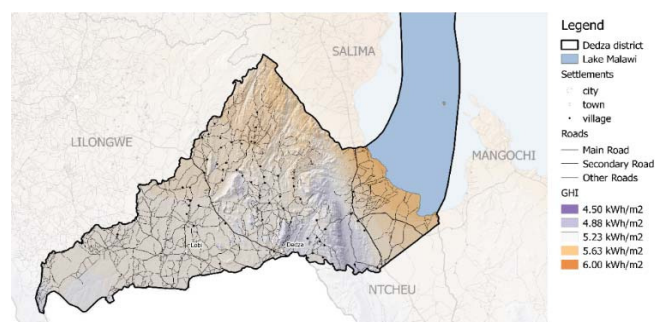 SALIMA
LILONGWE
MANGOCHI
Lobi
Dedza
NTCHEU
Legend
Dedza district
Lake Malawi
Settlements
city
town
village
Roads
Main Road
Secondary Road
Other Roads
GHI
4.50 kWh/m2
4.88 kWh/m2
5.23 kWh/m2
5.63 kWh/m2
6.00 kWh/m2